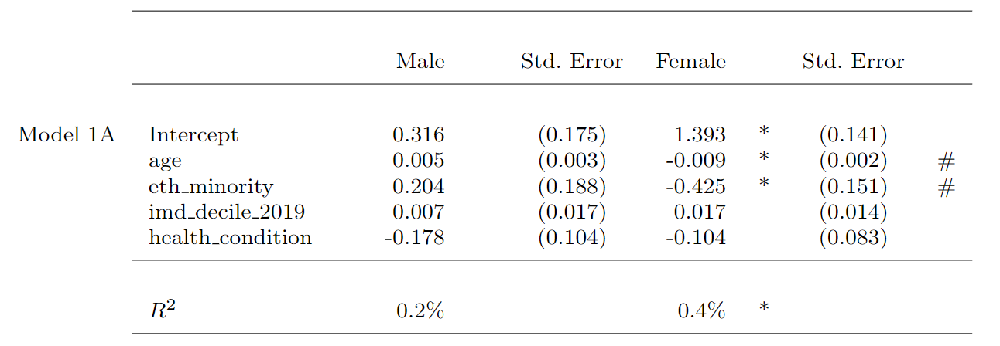 Male Std. Error Female Std. Error
Model 1A Intercept 0.316 (0.175) 1.393 * (0.141)
age 0.005 (0.003) -0.009 * (0.002) #
eth_minority 0.204 (0.188) -0.425 * (0.151) #
imd_decile_2019 0.007 (0.017) 0.017 (0.014)
health_condition -0.178 (0.104) -0.104 (0.083)
R² 0.2% 0.4% *